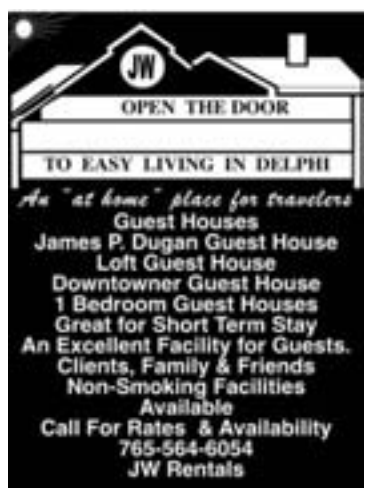 JW
OPEN THE DOOR
TO EASY LIVING IN DELPHI
An "at home" place for travelers
Guest Houses
James P. Dugan Guest House
Loft Guest House
Downtowner Guest House
1 Bedroom Guest Houses
Great for Short Term Stay
An Excellent Facility for Guests.
Clients, Family & Friends
Non-Smoking Facilities
Available
Call For Rates & Availability
765-564-6054
JW Rentals